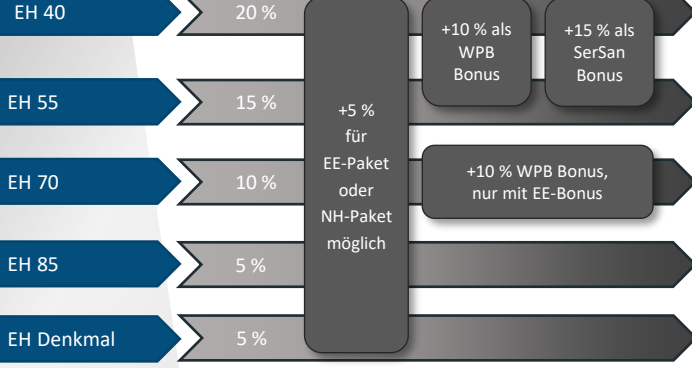 EH 40
20 %
+10 % als
WPB
Bonus
+15 % als
SerSan
Bonus
EH 55
15 %
+5 %
für
EE-Paket
oder
NH-Paket
möglich
EH 70
10 %
+10 % WPB Bonus,
nur mit EE-Bonus
EH 85
5 %
EH Denkmal
5 %